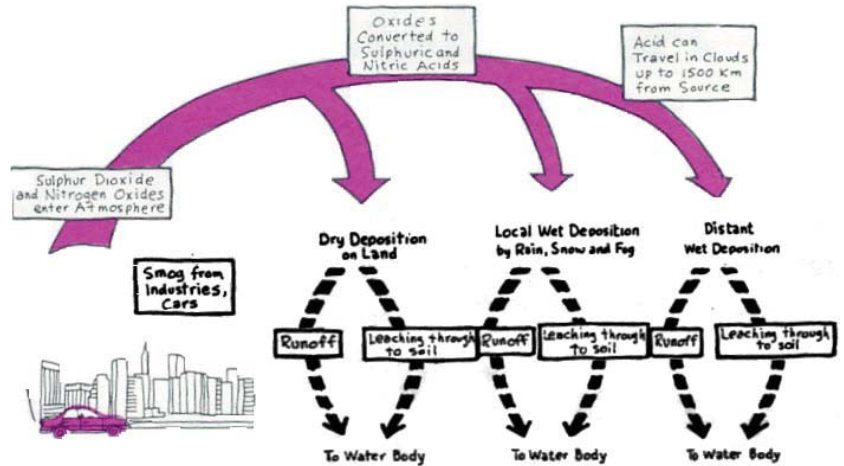 Oxides
Converted to
Sulphuric and
Nitric Acids
Acid can
Travel in Clouds
up to 1500 Km
from Source
Sulphur Dioxide
and Nitrogen Oxides
enter Atmosphere
Smog from
Industries,
Cars
Dry Deposition
on Land
Local Wet Deposition
by Rain, Snow and Fog
Distant
Wet Deposition
Runoff
Leaching through
to soil
Runoff
Leaching through
to soil
Runoff
Leaching through
to soil
To Water Body
To Water Body
To Water Body